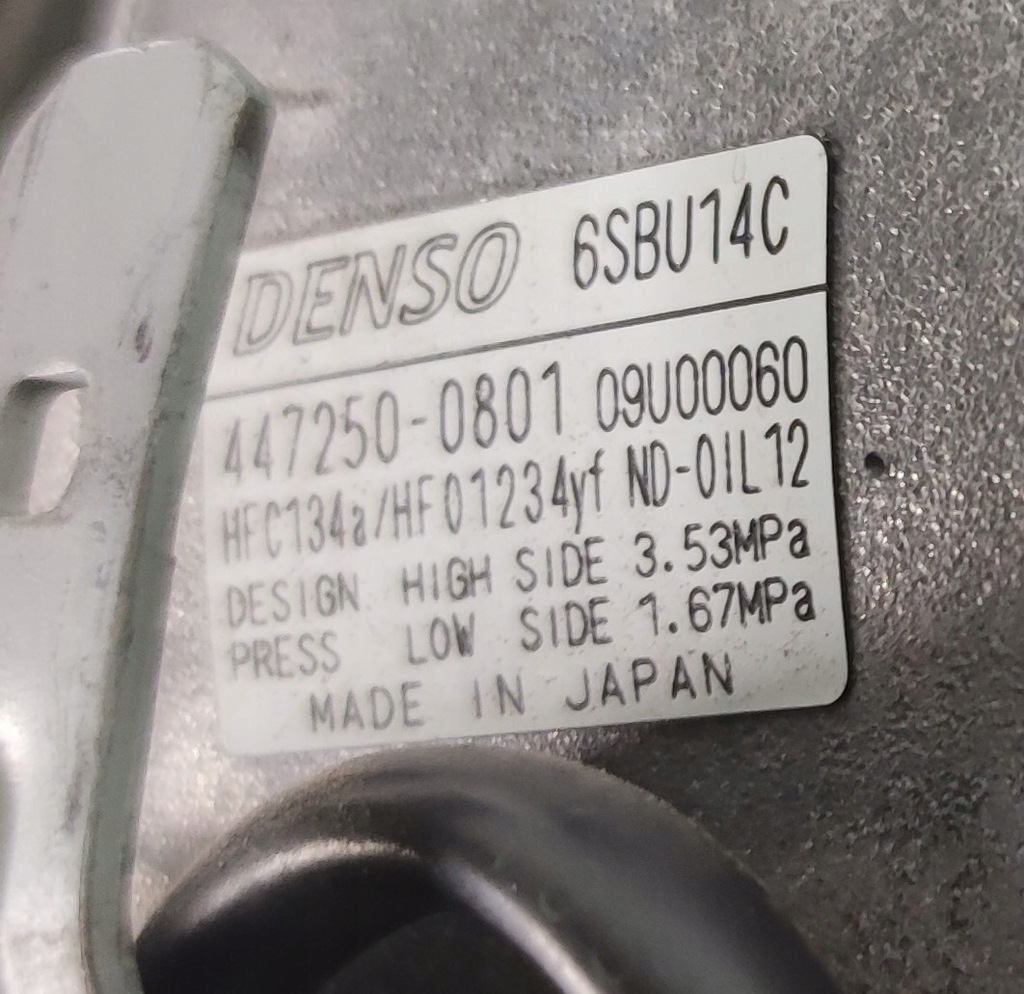 DENSO 6SBU14C
447250-0801 09U00060
HFC134a/HFO1234yf ND-OIL12
DESIGN HIGH SIDE 3.53MPa
PRESS LOW SIDE 1.67MPa
MADE IN JAPAN